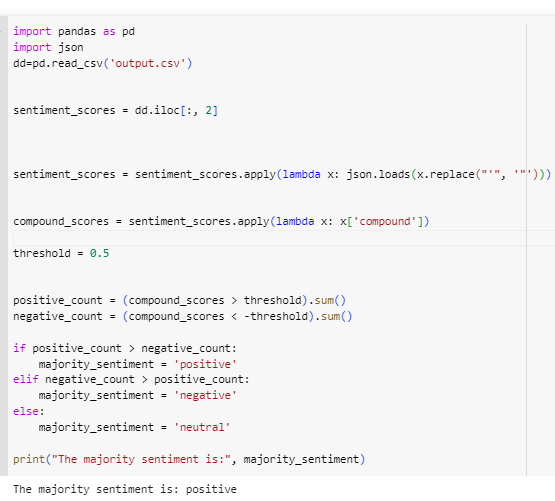 import pandas as pd
import json
dd=pd.read_csv('output.csv')
sentiment_scores = dd.iloc[:, 2]
sentiment_scores = sentiment_scores.apply(lambda x: json.loads(x.replace("'", '"')))
compound_scores = sentiment_scores.apply(lambda x: x['compound'])
threshold = 0.5
positive_count = (compound_scores > threshold).sum()
negative_count = (compound_scores < -threshold).sum()
if positive_count > negative_count:
    majority_sentiment = 'positive'
elif negative_count > positive_count:
    majority_sentiment = 'negative'
else:
    majority_sentiment = 'neutral'
print("The majority sentiment is:", majority_sentiment)
The majority sentiment is: positive